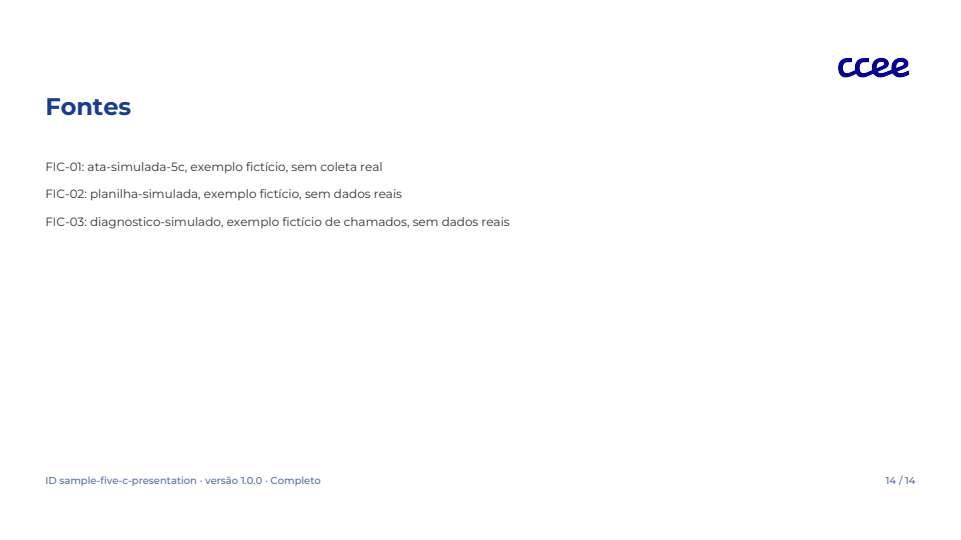 ccee
Fontes
FIC-01: ata-simulada-5c, exemplo fictício, sem coleta real
FIC-02: planilha-simulada, exemplo fictício, sem dados reais
FIC-03: diagnostico-simulado, exemplo fictício de chamados, sem dados reais
ID sample-five-c-presentation · versão 1.0.0 · Completo
14 / 14